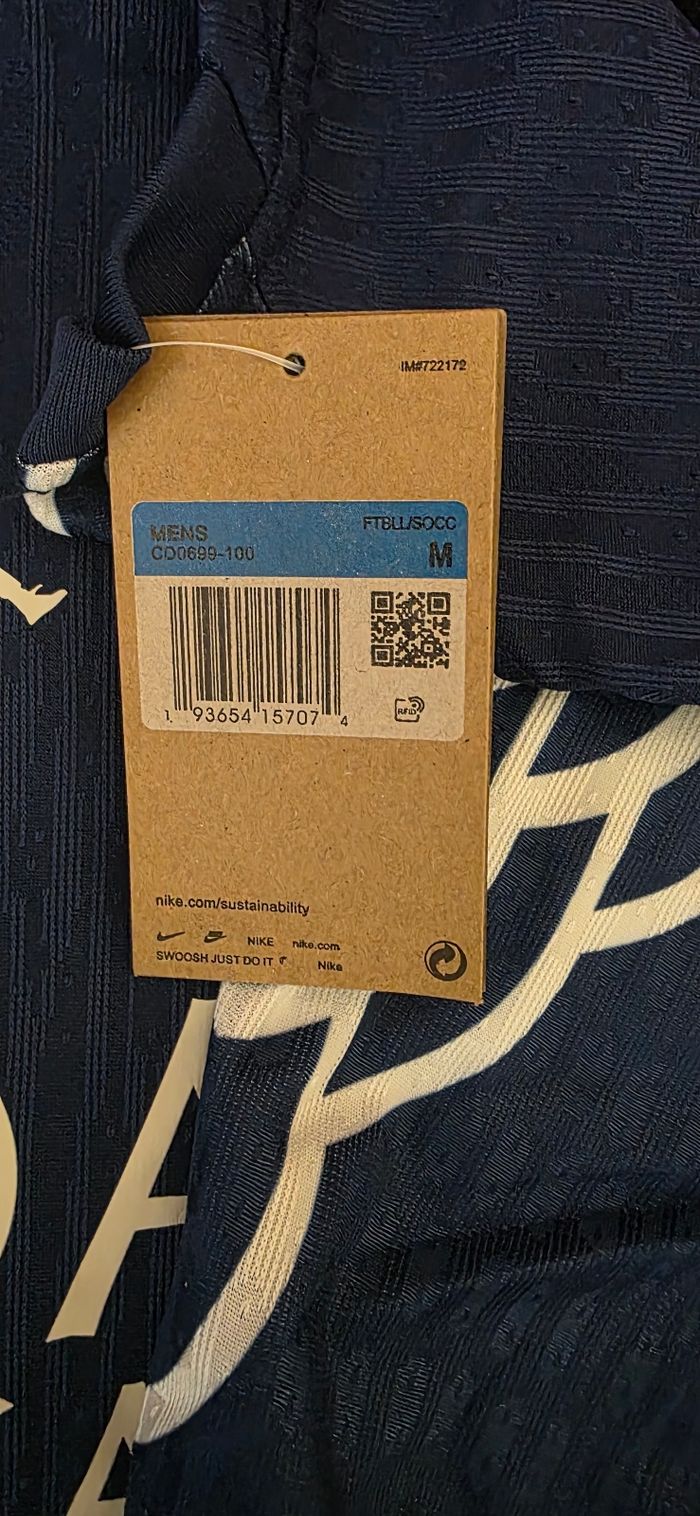 IM#722172
MENS
FTBLL/SOCC
CD0699-100
M
1 93654 15707 4
RFID
nike.com/sustainability
NIKE nike.com
SWOOSH JUST DO IT Nike
A